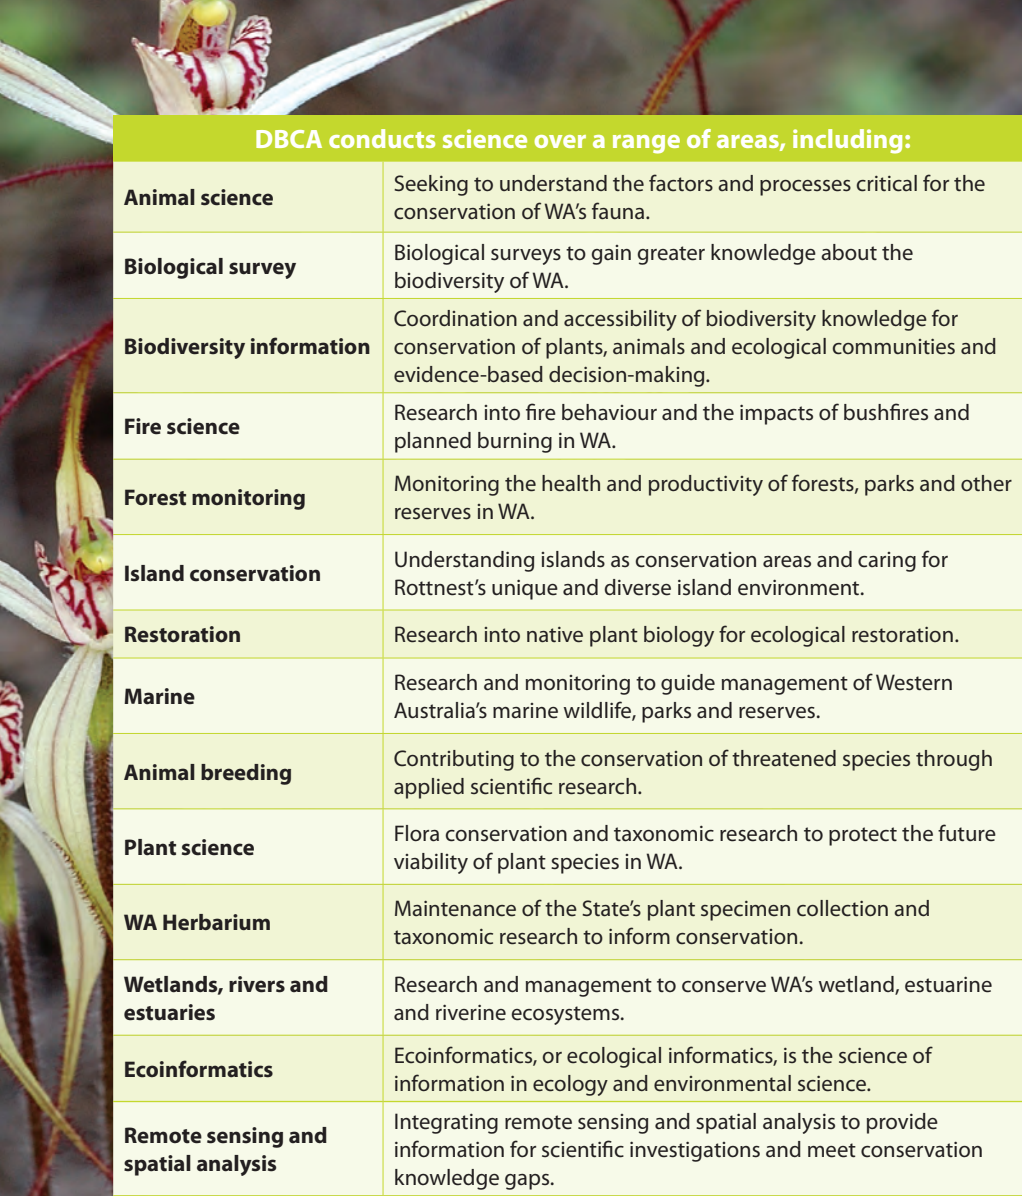 DBCA conducts science over a range of areas, including:
Animal science
Seeking to understand the factors and processes critical for the
conservation of WA's fauna.
Biological survey
Biological surveys to gain greater knowledge about the
biodiversity of WA.
Biodiversity information
Coordination and accessibility of biodiversity knowledge for
conservation of plants, animals and ecological communities and
evidence-based decision-making.
Fire science
Research into fire behaviour and the impacts of bushfires and
planned burning in WA.
Forest monitoring
Monitoring the health and productivity of forests, parks and other
reserves in WA.
Island conservation
Understanding islands as conservation areas and caring for
Rottnest's unique and diverse island environment.
Restoration
Research into native plant biology for ecological restoration.
Marine
Research and monitoring to guide management of Western
Australia's marine wildlife, parks and reserves.
Animal breeding
Contributing to the conservation of threatened species through
applied scientific research.
Plant science
Flora conservation and taxonomic research to protect the future
viability of plant species in WA.
WA Herbarium
Maintenance of the State's plant specimen collection and
taxonomic research to inform conservation.
Wetlands, rivers and
estuaries
Research and management to conserve WA's wetland, estuarine
and riverine ecosystems.
Ecoinformatics
Ecoinformatics, or ecological informatics, is the science of
information in ecology and environmental science.
Remote sensing and
spatial analysis
Integrating remote sensing and spatial analysis to provide
information for scientific investigations and meet conservation
knowledge gaps.